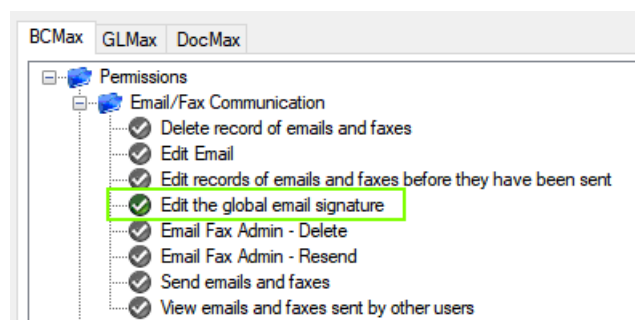 BCMax GLMax DocMax
Permissions
Email/Fax Communication
Delete record of emails and faxes
Edit Email
Edit records of emails and faxes before they have been sent
Edit the global email signature
Email Fax Admin - Delete
Email Fax Admin - Resend
Send emails and faxes
View emails and faxes sent by other users